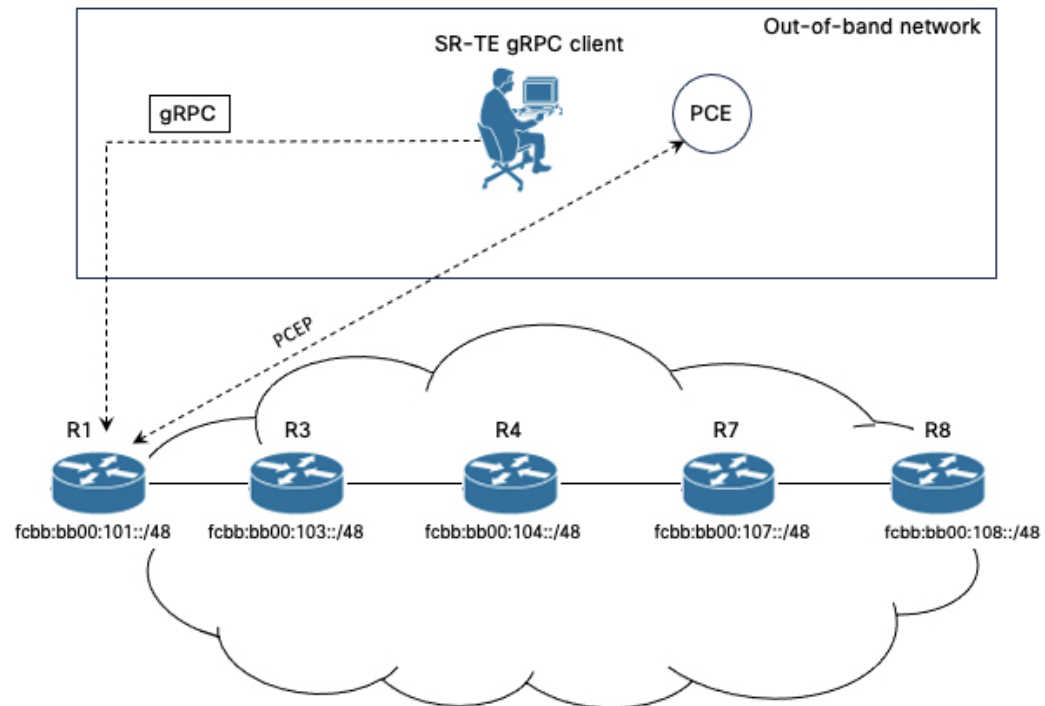 Out-of-band network
SR-TE gRPC client
gRPC
PCE
PCEP
R1
R3
R4
R7
R8
fcbb:bb00:101::/48
fcbb:bb00:103::/48
fcbb:bb00:104::/48
fcbb:bb00:107::/48
fcbb:bb00:108::/48